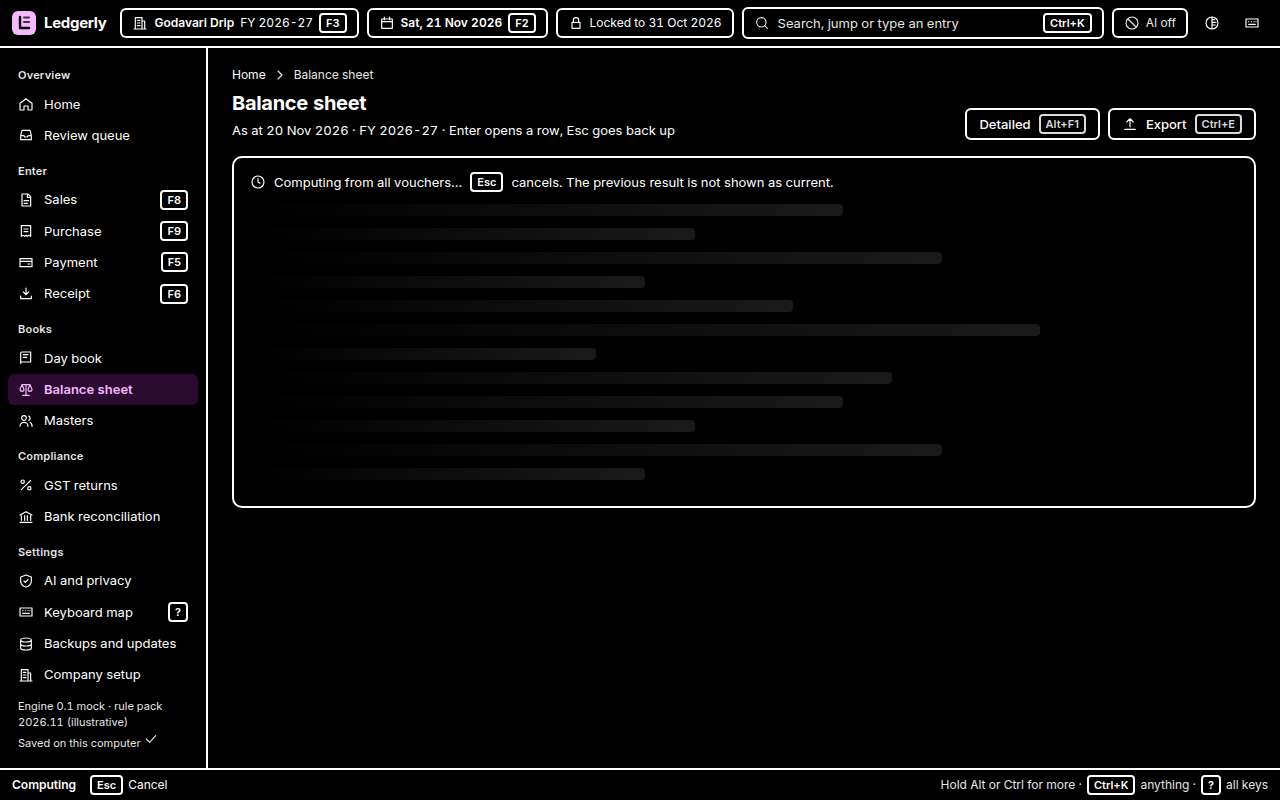 Ledgerly
Godavari Drip FY 2026-27 F3
Sat, 21 Nov 2026 F2
Locked to 31 Oct 2026
Search, jump or type an entry Ctrl+K
AI off
Overview
Home
Review queue
Enter
Sales F8
Purchase F9
Payment F5
Receipt F6
Books
Day book
Balance sheet
Masters
Compliance
GST returns
Bank reconciliation
Settings
AI and privacy
Keyboard map ?
Backups and updates
Company setup
Engine 0.1 mock · rule pack
2026.11 (illustrative)
Saved on this computer
Home > Balance sheet
Balance sheet
As at 20 Nov 2026 · FY 2026-27 · Enter opens a row, Esc goes back up
Detailed Alt+F1
Export Ctrl+E
Computing from all vouchers... Esc cancels. The previous result is not shown as current.
Computing Esc Cancel
Hold Alt or Ctrl for more · Ctrl+K anything · ? all keys